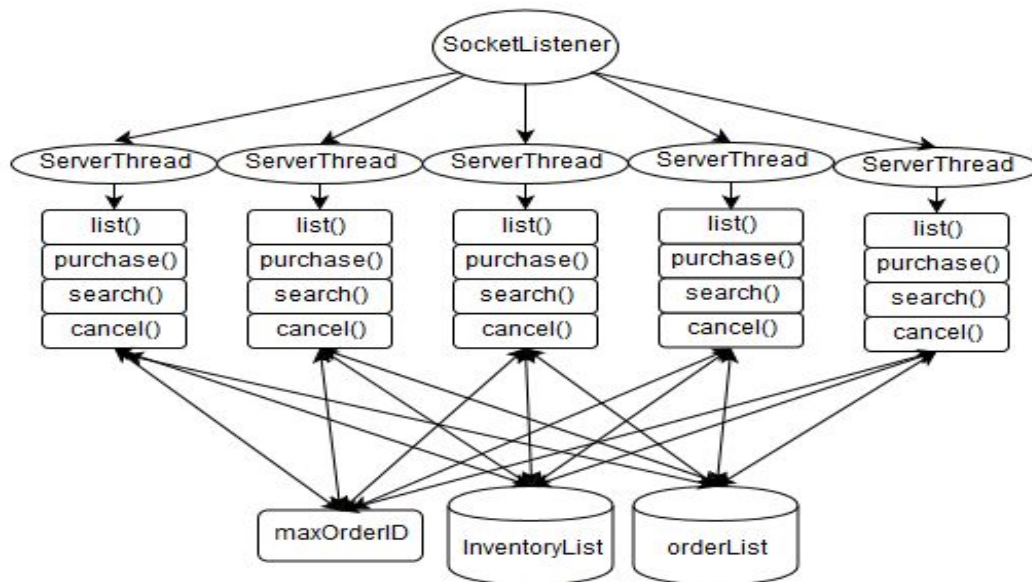 SocketListener
ServerThread
ServerThread
ServerThread
ServerThread
ServerThread
list()
purchase()
search()
cancel()
list()
purchase()
search()
cancel()
list()
purchase()
search()
cancel()
list()
purchase()
search()
cancel()
list()
purchase()
search()
cancel()
maxOrderID
InventoryList
orderList